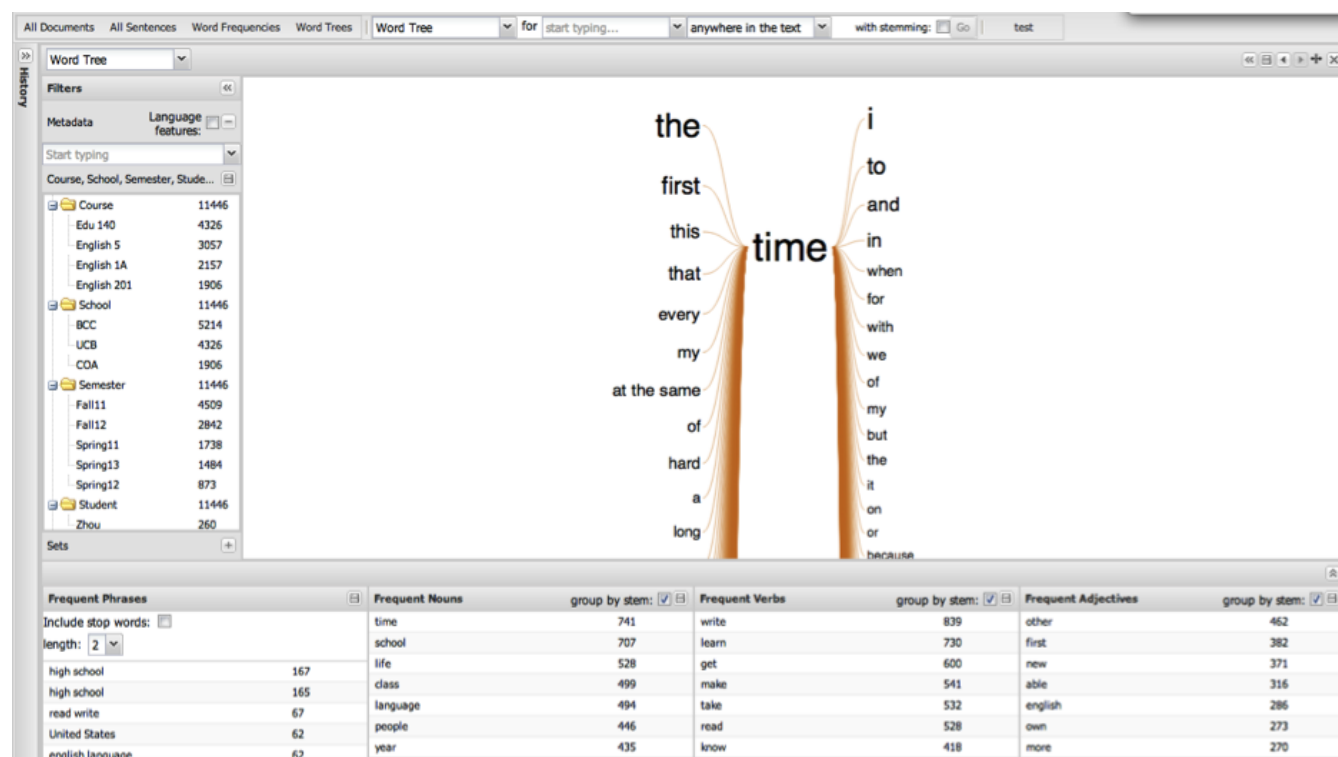 All Documents All Sentences Word Frequencies Word Trees Word Tree for start typing... anywhere in the text with stemming: Go test
History
Word Tree
Filters
Metadata Language features:
Start typing
Course, School, Semester, Stude...
Course 11446
Edu 140 4326
English 5 3057
English 1A 2157
English 201 1906
School 11446
BCC 5214
UCB 4326
COA 1906
Semester 11446
Fall11 4509
Fall12 2842
Spring11 1738
Spring13 1484
Spring12 873
Student 11446
Zhou 260
Sets
the
first
this
that
every
my
at the same
of
hard
a
long
time
i
to
and
in
when
for
with
we
of
my
but
the
it
on
or
because
Frequent Phrases
Include stop words:
length: 2
high school 167
high school 165
read write 67
United States 62
english language 62
Frequent Nouns group by stem:
time 741
school 707
life 528
class 499
language 494
people 446
year 435
Frequent Verbs group by stem:
write 839
learn 730
get 600
make 541
take 532
read 528
know 418
Frequent Adjectives group by stem:
other 462
first 382
new 371
able 316
english 286
own 273
more 270